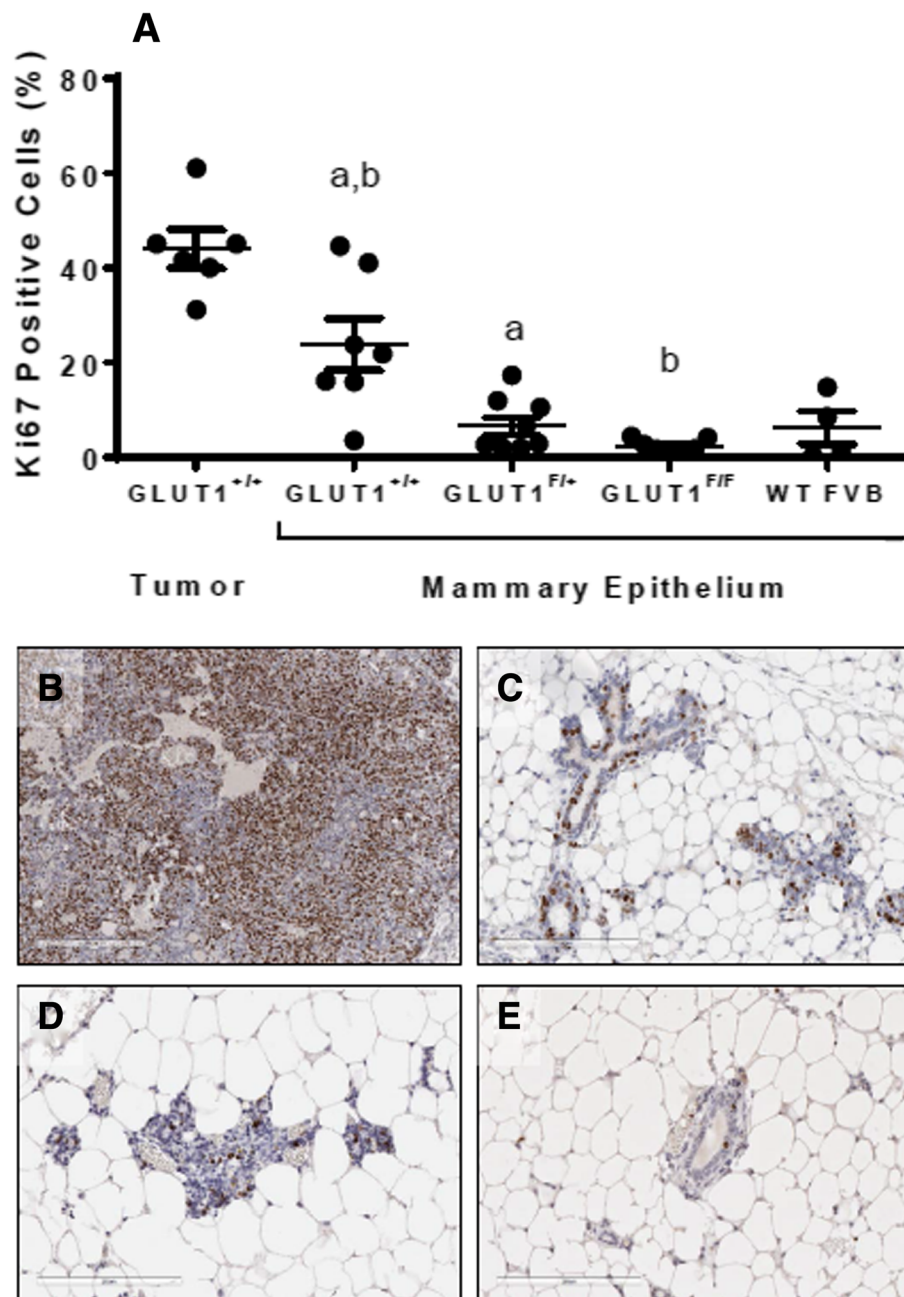 A
Ki67 Positive Cells (%)
80
60
40
20
0
a,b
a
b
GLUT1+/+ GLUT1+/+ GLUT1F/+ GLUT1F/F WT FVB
Tumor Mammary Epithelium
B C
D E